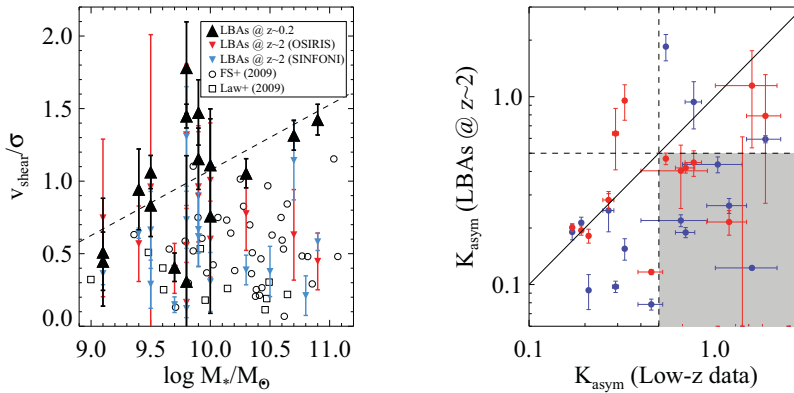 LBAs @ z~0.2
LBAs @ z~2 (OSIRIS)
LBAs @ z~2 (SINFONI)
FS+ (2009)
Law+ (2009)
2.0
1.5
1.0
0.5
0.0
v_shear/σ
9.0 9.5 10.0 10.5 11.0
log M_*/M_⊙
1.0
0.1
K_asym (LBAs @ z~2)
0.1 1.0
K_asym (Low-z data)